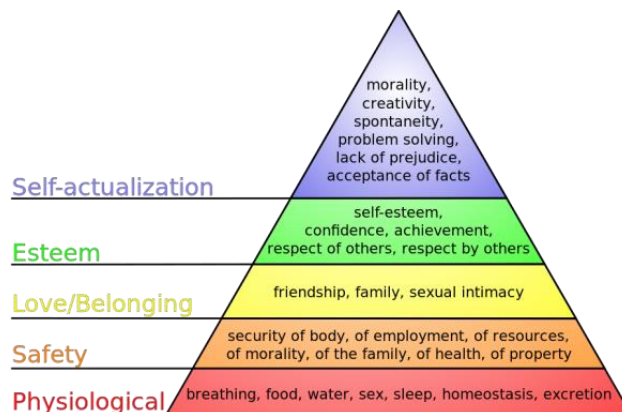 morality,
creativity,
spontaneity,
problem solving,
lack of prejudice,
acceptance of facts
Self-actualization
self-esteem,
confidence, achievement,
respect of others, respect by others
Esteem
friendship, family, sexual intimacy
Love/Belonging
security of body, of employment, of resources,
of morality, of the family, of health, of property
Safety
breathing, food, water, sex, sleep, homeostasis, excretion
Physiological